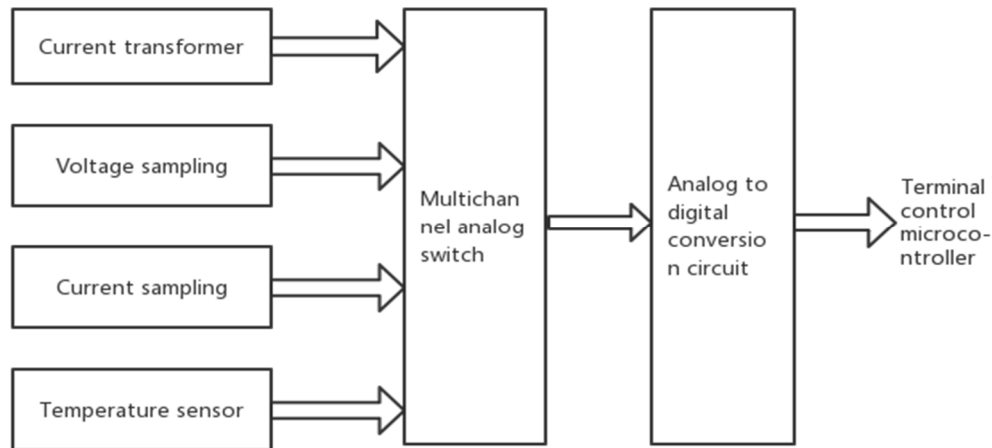 Current transformer
Voltage sampling
Current sampling
Temperature sensor
Multichan
nel analog
switch
Analog to
digital
conversio
n circuit
Terminal
control
microco-
ntroller